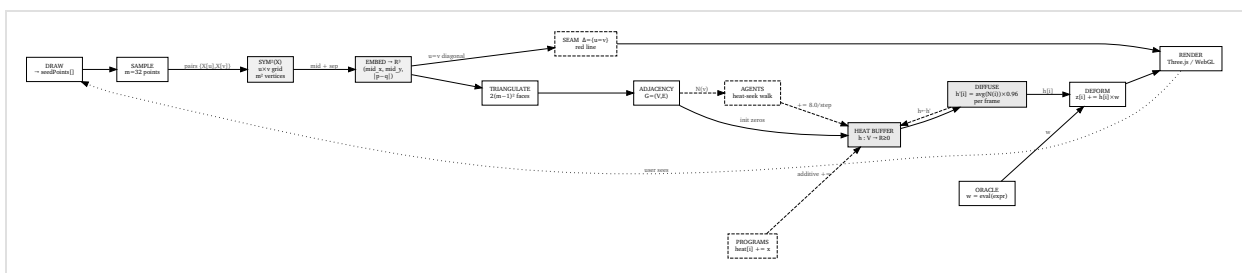 DRAW
→ seedPoints[]
SAMPLE
m=32 points
pairs (X[u],X[v])
SYM²(X)
u×v grid
m² vertices
mid + sep
EMBED → R³
(mid_x, mid_y,
|p−q|)
u=v diagonal
SEAM Δ={u=v}
red line
TRIANGULATE
2(m−1)² faces
ADJACENCY
G=(V,E)
N(v)
AGENTS
heat-seek walk
+= 8.0/step
init zeros
HEAT BUFFER
h : V → R≥0
h←h'
DIFFUSE
h'[i] = avg(N(i))×0.96
per frame
h[i]
DEFORM
z[i] += h[i]×w
RENDER
Three.js / WebGL
w
ORACLE
w = eval(expr)
additive +=
PROGRAMS
heat[i] += x
user sees